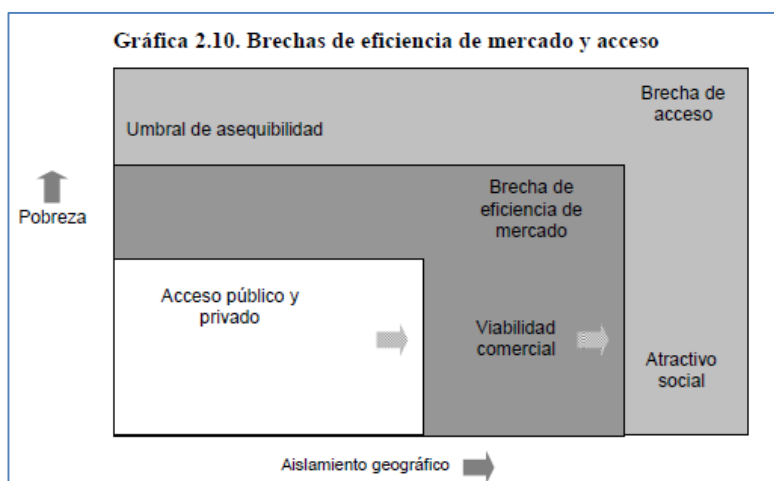 Gráfica 2.10. Brechas de eficiencia de mercado y acceso
Brecha de
acceso
Umbral de asequibilidad
Pobreza
Brecha de
eficiencia de
mercado
Acceso público y
privado
Viabilidad
comercial
Atractivo
social
Aislamiento geográfico